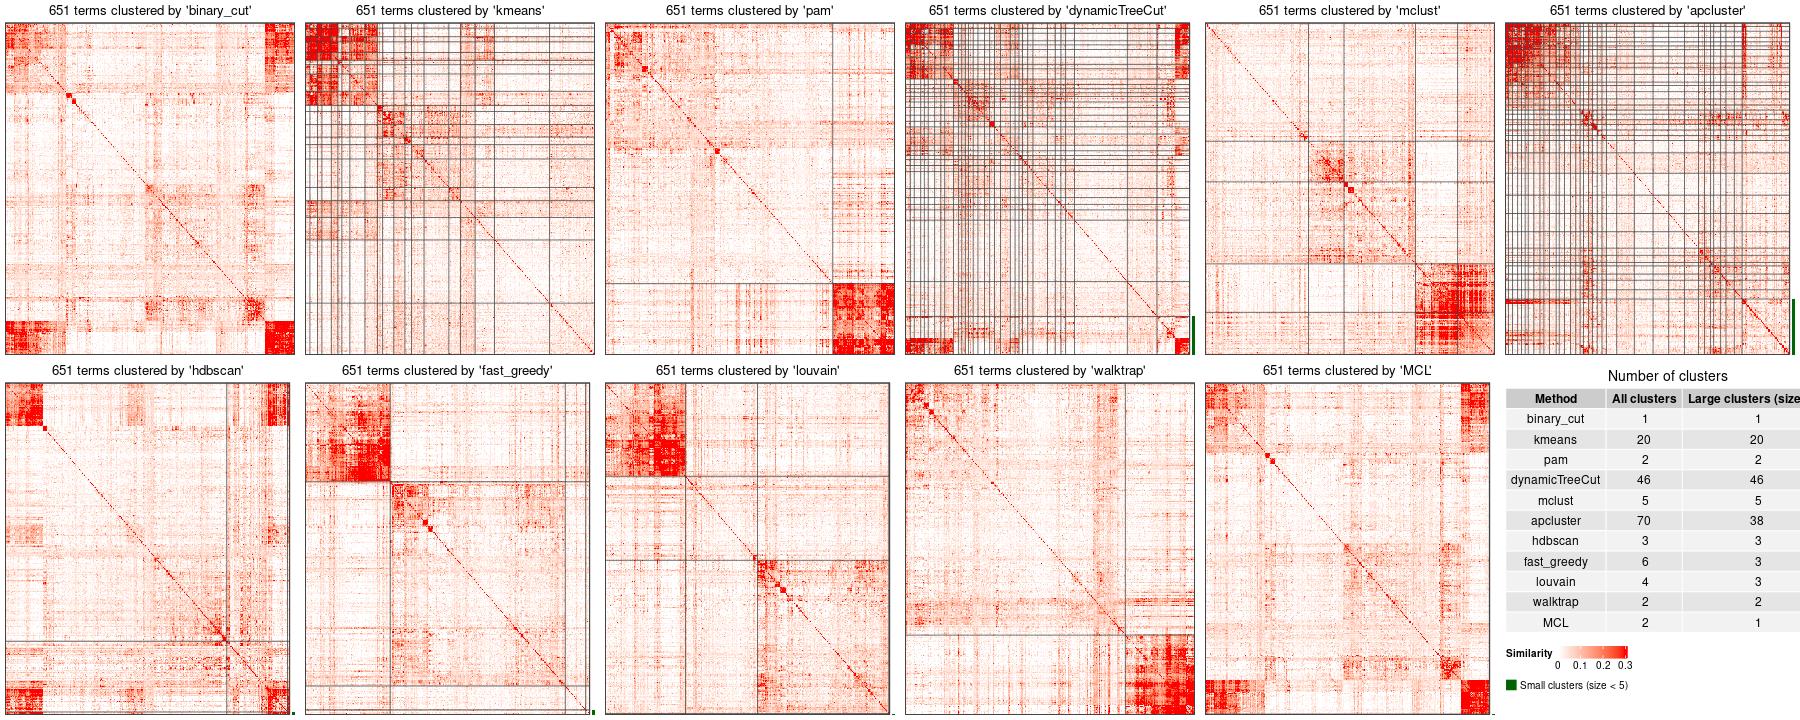 651 terms clustered by 'binary_cut'
651 terms clustered by 'kmeans'
651 terms clustered by 'pam'
651 terms clustered by 'dynamicTreeCut'
651 terms clustered by 'mclust'
651 terms clustered by 'apcluster'
651 terms clustered by 'hdbscan'
651 terms clustered by 'fast_greedy'
651 terms clustered by 'louvain'
651 terms clustered by 'walktrap'
651 terms clustered by 'MCL'
Number of clusters
Method All clusters Large clusters (size
binary_cut 1 1
kmeans 20 20
pam 2 2
dynamicTreeCut 46 46
mclust 5 5
apcluster 70 38
hdbscan 3 3
fast_greedy 6 3
louvain 4 3
walktrap 2 2
MCL 2 1
Similarity
0 0.1 0.2 0.3
Small clusters (size < 5)